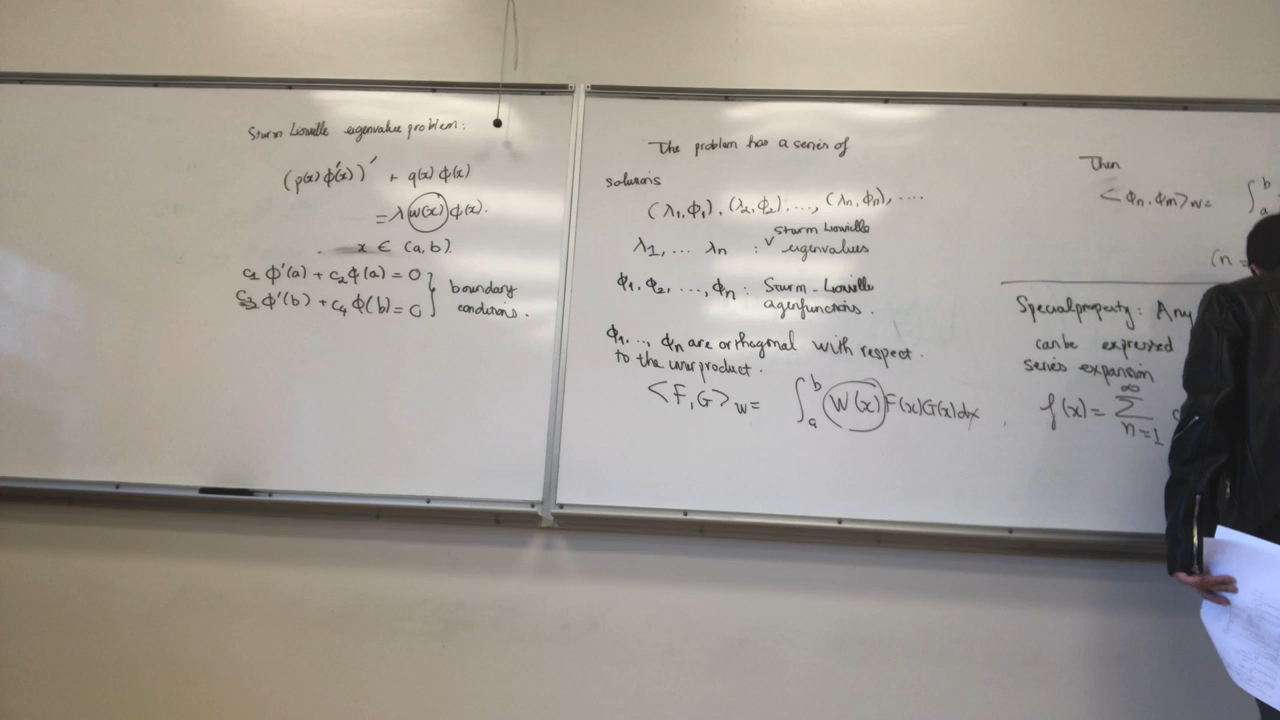 Sturm Liouville eigenvalue problem:
(p(x) ϕ'(x))' + q(x) ϕ(x)
= λ w(x) ϕ(x).
x ∈ (a, b).
c₁ ϕ'(a) + c₂ ϕ(a) = 0
c₃ ϕ'(b) + c₄ ϕ(b) = 0
boundary
conditions.
The problem has a series of
solutions
(λ₁, ϕ₁), (λ₂, ϕ₂), ..., (λn, ϕn), ....
Sturm Liouville
λ₁, ... λn : ∨ eigenvalues
ϕ₁, ϕ₂, ..., ϕn : Sturm - Liouville
agenfunctions.
ϕ₁, .., ϕn are orthogonal with respect.
to the inner product.
<F, G>w = ∫ₐᵇ W(x) F(x)G(x)dx
Then
<ϕn, ϕm>w = ∫ₐᵇ
(n =
Special property: Any
can be expressed
series expansion
f(x) = ∑ₙ₌₁^∞